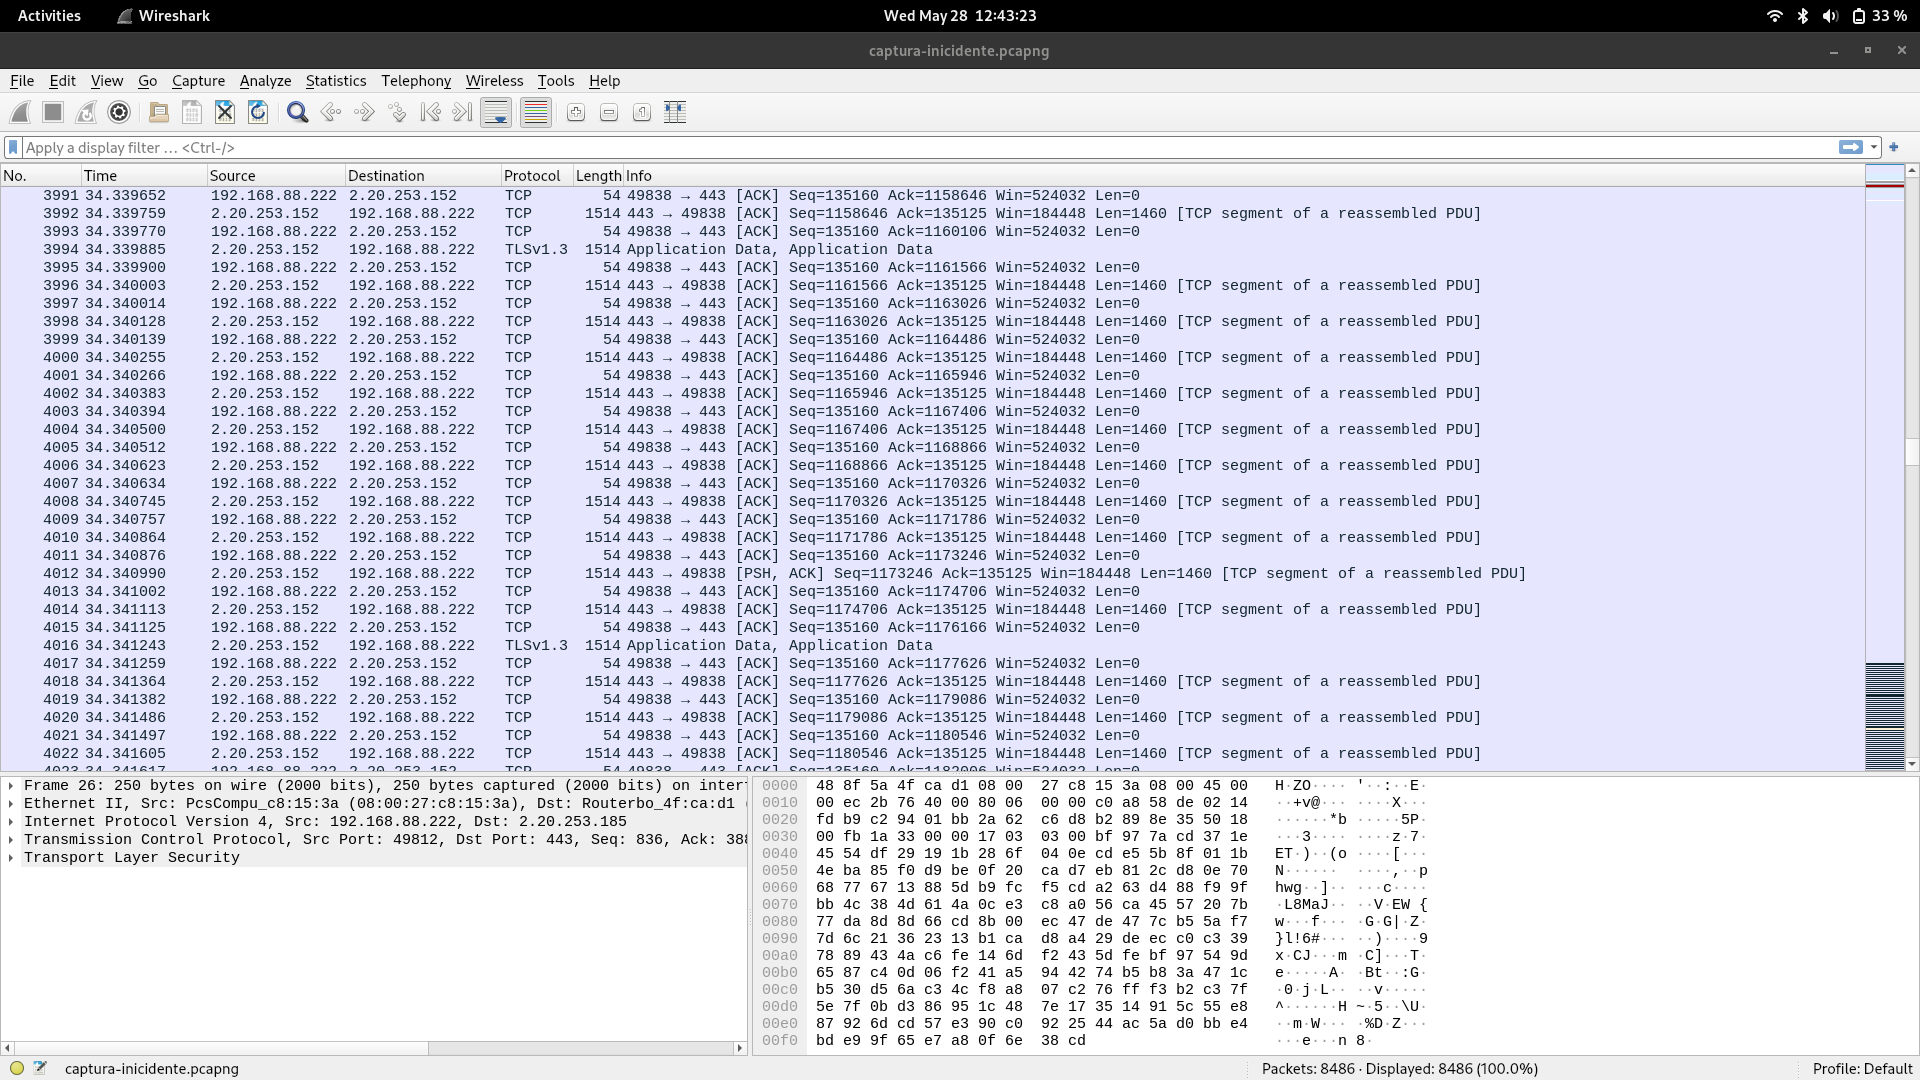 Activities Wireshark Wed May 28 12:43:23 33 %
captura-inicidente.pcapng
File Edit View Go Capture Analyze Statistics Telephony Wireless Tools Help
Apply a display filter … <Ctrl-/>
No. Time Source Destination Protocol Length Info
3991 34.339652 192.168.88.222 2.20.253.152 TCP 54 49838 → 443 [ACK] Seq=135160 Ack=1158646 Win=524032 Len=0
3992 34.339759 2.20.253.152 192.168.88.222 TCP 1514 443 → 49838 [ACK] Seq=1158646 Ack=135125 Win=184448 Len=1460 [TCP segment of a reassembled PDU]
3993 34.339770 192.168.88.222 2.20.253.152 TCP 54 49838 → 443 [ACK] Seq=135160 Ack=1160106 Win=524032 Len=0
3994 34.339885 2.20.253.152 192.168.88.222 TLSv1.3 1514 Application Data, Application Data
3995 34.339900 192.168.88.222 2.20.253.152 TCP 54 49838 → 443 [ACK] Seq=135160 Ack=1161566 Win=524032 Len=0
3996 34.340003 2.20.253.152 192.168.88.222 TCP 1514 443 → 49838 [ACK] Seq=1161566 Ack=135125 Win=184448 Len=1460 [TCP segment of a reassembled PDU]
3997 34.340014 192.168.88.222 2.20.253.152 TCP 54 49838 → 443 [ACK] Seq=135160 Ack=1163026 Win=524032 Len=0
3998 34.340128 2.20.253.152 192.168.88.222 TCP 1514 443 → 49838 [ACK] Seq=1163026 Ack=135125 Win=184448 Len=1460 [TCP segment of a reassembled PDU]
3999 34.340139 192.168.88.222 2.20.253.152 TCP 54 49838 → 443 [ACK] Seq=135160 Ack=1164486 Win=524032 Len=0
4000 34.340255 2.20.253.152 192.168.88.222 TCP 1514 443 → 49838 [ACK] Seq=1164486 Ack=135125 Win=184448 Len=1460 [TCP segment of a reassembled PDU]
4001 34.340266 192.168.88.222 2.20.253.152 TCP 54 49838 → 443 [ACK] Seq=135160 Ack=1165946 Win=524032 Len=0
4002 34.340383 2.20.253.152 192.168.88.222 TCP 1514 443 → 49838 [ACK] Seq=1165946 Ack=135125 Win=184448 Len=1460 [TCP segment of a reassembled PDU]
4003 34.340394 192.168.88.222 2.20.253.152 TCP 54 49838 → 443 [ACK] Seq=135160 Ack=1167406 Win=524032 Len=0
4004 34.340500 2.20.253.152 192.168.88.222 TCP 1514 443 → 49838 [ACK] Seq=1167406 Ack=135125 Win=184448 Len=1460 [TCP segment of a reassembled PDU]
4005 34.340512 192.168.88.222 2.20.253.152 TCP 54 49838 → 443 [ACK] Seq=135160 Ack=1168866 Win=524032 Len=0
4006 34.340623 2.20.253.152 192.168.88.222 TCP 1514 443 → 49838 [ACK] Seq=1168866 Ack=135125 Win=184448 Len=1460 [TCP segment of a reassembled PDU]
4007 34.340634 192.168.88.222 2.20.253.152 TCP 54 49838 → 443 [ACK] Seq=135160 Ack=1170326 Win=524032 Len=0
4008 34.340745 2.20.253.152 192.168.88.222 TCP 1514 443 → 49838 [ACK] Seq=1170326 Ack=135125 Win=184448 Len=1460 [TCP segment of a reassembled PDU]
4009 34.340757 192.168.88.222 2.20.253.152 TCP 54 49838 → 443 [ACK] Seq=135160 Ack=1171786 Win=524032 Len=0
4010 34.340864 2.20.253.152 192.168.88.222 TCP 1514 443 → 49838 [ACK] Seq=1171786 Ack=135125 Win=184448 Len=1460 [TCP segment of a reassembled PDU]
4011 34.340876 192.168.88.222 2.20.253.152 TCP 54 49838 → 443 [ACK] Seq=135160 Ack=1173246 Win=524032 Len=0
4012 34.340990 2.20.253.152 192.168.88.222 TCP 1514 443 → 49838 [PSH, ACK] Seq=1173246 Ack=135125 Win=184448 Len=1460 [TCP segment of a reassembled PDU]
4013 34.341002 192.168.88.222 2.20.253.152 TCP 54 49838 → 443 [ACK] Seq=135160 Ack=1174706 Win=524032 Len=0
4014 34.341113 2.20.253.152 192.168.88.222 TCP 1514 443 → 49838 [ACK] Seq=1174706 Ack=135125 Win=184448 Len=1460 [TCP segment of a reassembled PDU]
4015 34.341125 192.168.88.222 2.20.253.152 TCP 54 49838 → 443 [ACK] Seq=135160 Ack=1176166 Win=524032 Len=0
4016 34.341243 2.20.253.152 192.168.88.222 TLSv1.3 1514 Application Data, Application Data
4017 34.341259 192.168.88.222 2.20.253.152 TCP 54 49838 → 443 [ACK] Seq=135160 Ack=1177626 Win=524032 Len=0
4018 34.341364 2.20.253.152 192.168.88.222 TCP 1514 443 → 49838 [ACK] Seq=1177626 Ack=135125 Win=184448 Len=1460 [TCP segment of a reassembled PDU]
4019 34.341382 192.168.88.222 2.20.253.152 TCP 54 49838 → 443 [ACK] Seq=135160 Ack=1179086 Win=524032 Len=0
4020 34.341486 2.20.253.152 192.168.88.222 TCP 1514 443 → 49838 [ACK] Seq=1179086 Ack=135125 Win=184448 Len=1460 [TCP segment of a reassembled PDU]
4021 34.341497 192.168.88.222 2.20.253.152 TCP 54 49838 → 443 [ACK] Seq=135160 Ack=1180546 Win=524032 Len=0
4022 34.341605 2.20.253.152 192.168.88.222 TCP 1514 443 → 49838 [ACK] Seq=1180546 Ack=135125 Win=184448 Len=1460 [TCP segment of a reassembled PDU]
4023 34.341617 192.168.88.222 2.20.253.152 TCP 54 49838 → 443 [ACK] Seq=135160 Ack=1182006 Win=524032 Len=0
Frame 26: 250 bytes on wire (2000 bits), 250 bytes captured (2000 bits) on inter
Ethernet II, Src: PcsCompu_c8:15:3a (08:00:27:c8:15:3a), Dst: Routerbo_4f:ca:d1 (
Internet Protocol Version 4, Src: 192.168.88.222, Dst: 2.20.253.185
Transmission Control Protocol, Src Port: 49812, Dst Port: 443, Seq: 836, Ack: 388
Transport Layer Security
0000 48 8f 5a 4f ca d1 08 00 27 c8 15 3a 08 00 45 00 H·ZO···· '··:··E·
0010 00 ec 2b 76 40 00 80 06 00 00 c0 a8 58 de 02 14 ··+v@··· ····X···
0020 fd b9 c2 94 01 bb 2a 62 c6 d8 b2 89 8e 35 50 18 ······*b ·····5P·
0030 00 fb 1a 33 00 00 17 03 03 00 bf 97 7a cd 37 1e ···3···· ····z·7·
0040 45 54 df 29 19 1b 28 6f 04 0e cd e5 5b 8f 01 1b ET·)··(o ····[···
0050 4e ba 85 f0 d9 be 0f 20 ca d7 eb 81 2c d8 0e 70 N······ ····,··p
0060 68 77 67 13 88 5d b9 fc f5 cd a2 63 d4 88 f9 9f hwg··]·· ···c····
0070 bb 4c 38 4d 61 4a 0c e3 c8 a0 56 ca 45 57 20 7b ·L8MaJ·· ··V·EW {
0080 77 da 8d 8d 66 cd 8b 00 ec 47 de 47 7c b5 5a f7 w···f··· ·G·G|·Z·
0090 7d 6c 21 36 23 13 b1 ca d8 a4 29 de ec c0 c3 39 }l!6#··· ··)····9
00a0 78 89 43 4a c6 fe 14 6d f2 43 5d fe bf 97 54 9d x·CJ···m ·C]···T·
00b0 65 87 c4 0d 06 f2 41 a5 94 42 74 b5 b8 3a 47 1c e·····A· ·Bt··:G·
00c0 b5 30 d5 6a c3 4c f8 a8 07 c2 76 ff f3 b2 c3 7f ·0·j·L·· ··v·····
00d0 5e 7f 0b d3 86 95 1c 48 7e 17 35 14 91 5c 55 e8 ^······H ~·5··\U·
00e0 87 92 6d cd 57 e3 90 c0 92 25 44 ac 5a d0 bb e4 ··m·W··· ·%D·Z···
00f0 bd e9 9f 65 e7 a8 0f 6e 38 cd ···e···n 8·
captura-inicidente.pcapng Packets: 8486 · Displayed: 8486 (100.0%) Profile: Default